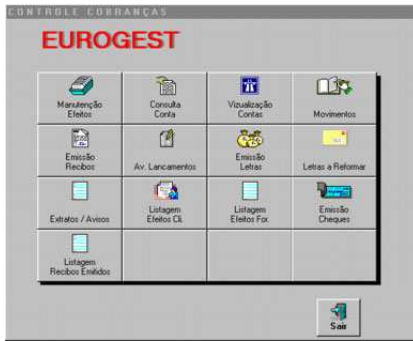 CONTROLE COBRANÇAS
EUROGEST
Manutenção
Efeitos
Consulta
Conta
Vizualização
Contas
Movimentos
Emissão
Recibos
Av. Lancamentos
Emissão
Letras
Letras a Reformar
Extratos / Avisos
Listagem
Efeitos Cli.
Listagem
Efeitos For.
Emissão
Cheques
Listagem
Recibos Emitidos
Sair